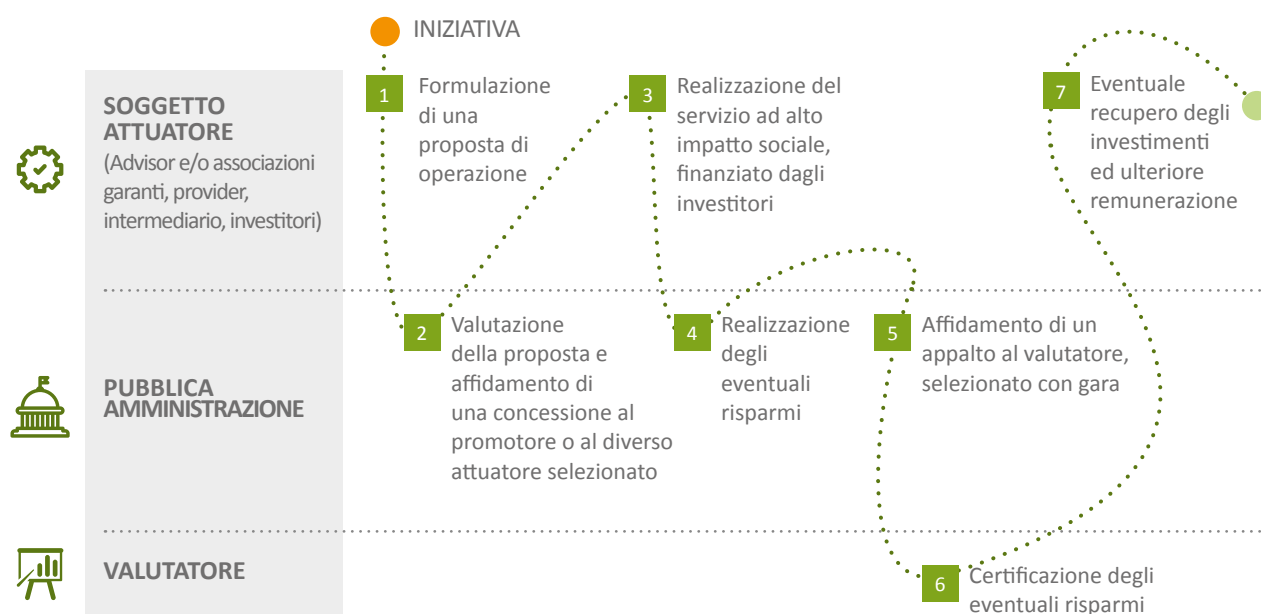 INIZIATIVA
SOGGETTO
ATTUATORE
(Advisor e/o associazioni
garanti, provider,
intermediario, investitori)
1
Formulazione
di una
proposta di
operazione
3
Realizzazione del
servizio ad alto
impatto sociale,
finanziato dagli
investitori
7
Eventuale
recupero degli
investimenti
ed ulteriore
remunerazione
PUBBLICA
AMMINISTRAZIONE
2
Valutazione
della proposta e
affidamento di
una concessione al
promotore o al diverso
attuatore selezionato
4
Realizzazione
degli
eventuali
risparmi
5
Affidamento di un
appalto al valutatore,
selezionato con gara
VALUTATORE
6
Certificazione degli
eventuali risparmi